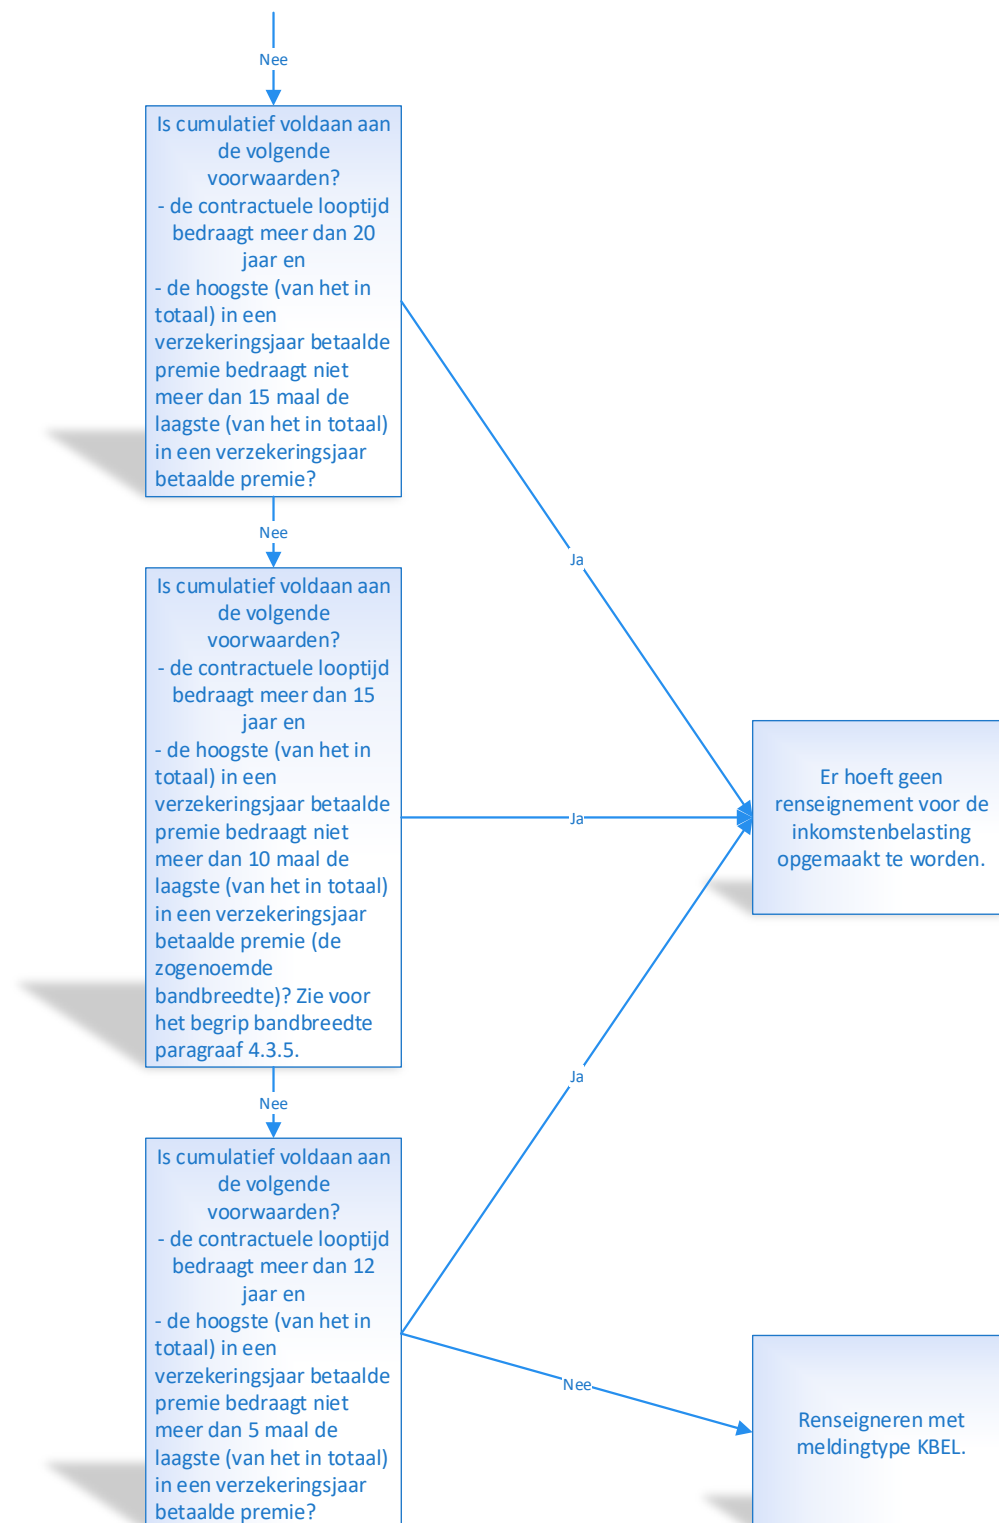 Nee
Is cumulatief voldaan aan
de volgende
voorwaarden?
- de contractuele looptijd
bedraagt meer dan 20
jaar en
- de hoogste (van het in
totaal) in een
verzekeringsjaar betaalde
premie bedraagt niet
meer dan 15 maal de
laagste (van het in totaal)
in een verzekeringsjaar
betaalde premie?
Nee
Ja
Is cumulatief voldaan aan
de volgende
voorwaarden?
- de contractuele looptijd
bedraagt meer dan 15
jaar en
- de hoogste (van het in
totaal) in een
verzekeringsjaar betaalde
premie bedraagt niet
meer dan 10 maal de
laagste (van het in totaal)
in een verzekeringsjaar
betaalde premie (de
zogenoemde
bandbreedte)? Zie voor
het begrip bandbreedte
paragraaf 4.3.5.
Ja
Er hoeft geen
renseignement voor de
inkomstenbelasting
opgemaakt te worden.
Nee
Ja
Is cumulatief voldaan aan
de volgende
voorwaarden?
- de contractuele looptijd
bedraagt meer dan 12
jaar en
- de hoogste (van het in
totaal) in een
verzekeringsjaar betaalde
premie bedraagt niet
meer dan 5 maal de
laagste (van het in totaal)
in een verzekeringsjaar
betaalde premie?
Nee
Renseigneren met
meldingtype KBEL.